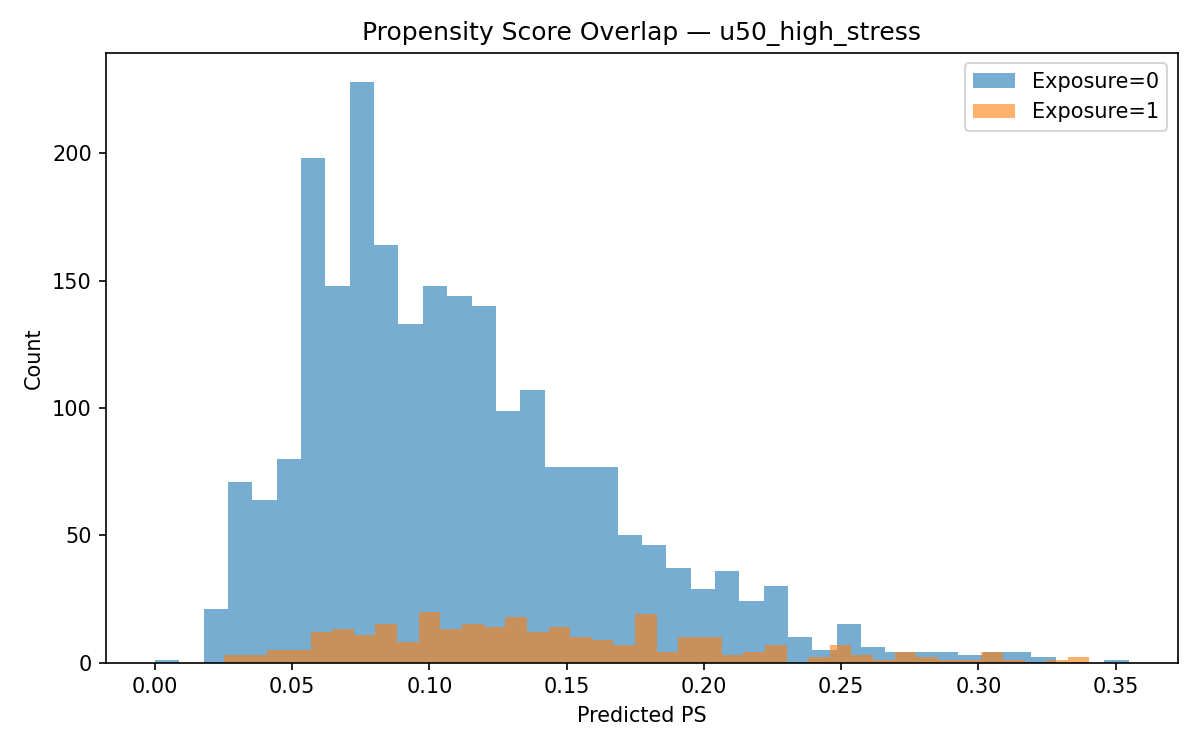 Propensity Score Overlap — u50_high_stress
Exposure=0
Exposure=1
Count
200
150
100
50
0
0.00 0.05 0.10 0.15 0.20 0.25 0.30 0.35
Predicted PS